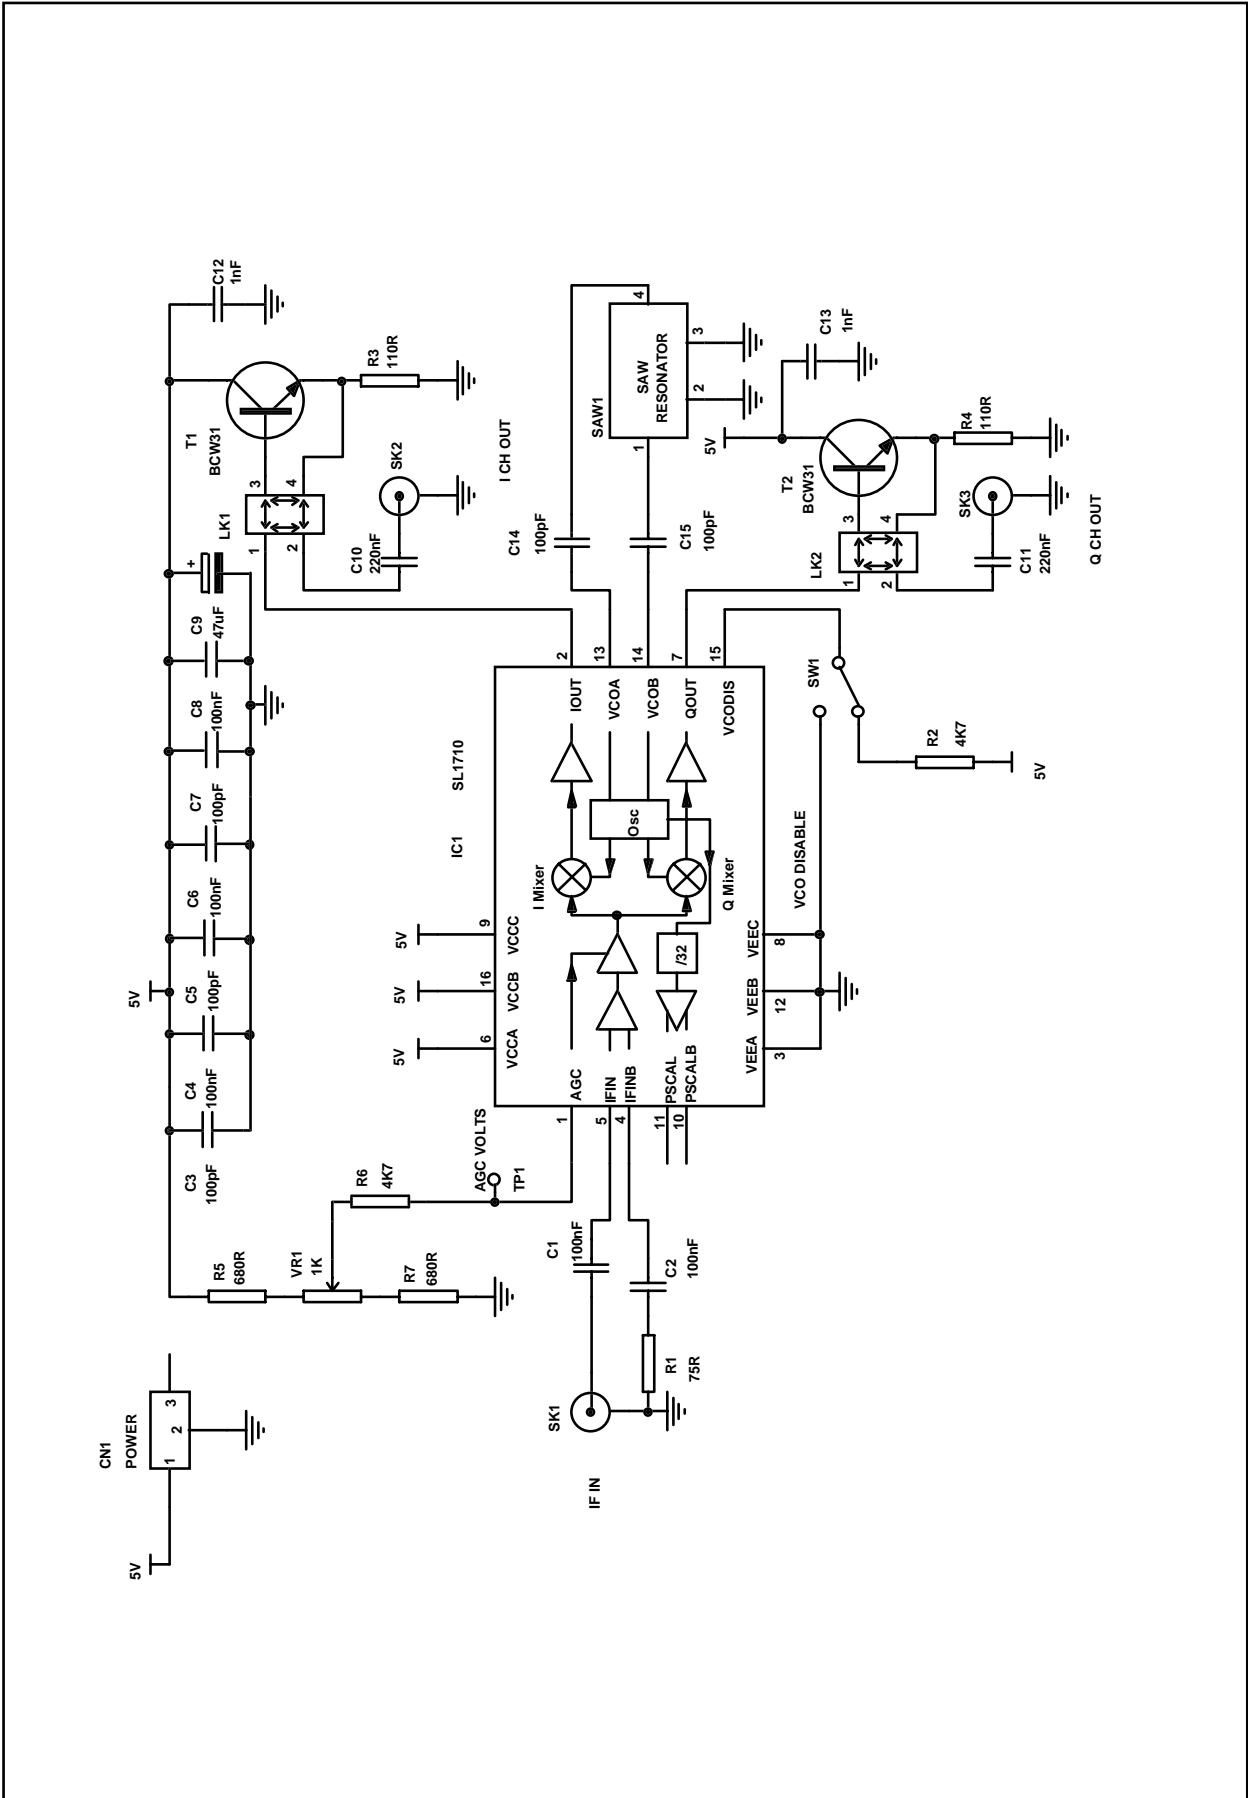 5V
CN1
POWER
1
2
3
R5
680R
VR1
1K
R7
680R
R6
4K7
AGC VOLTS
TP1
IF IN
SK1
C1
100nF
C2
100nF
R1
75R
5V
C3
100pF
C4
100nF
C5
100pF
C6
100nF
C7
100pF
C8
100nF
C9
47uF
+
5V
5V
5V
6
16
9
VCCA
VCCB
VCCC
IC1
SL1710
1
AGC
5
IFIN
4
IFINB
11
PSCAL
10
PSCALB
/32
I Mixer
Q Mixer
Osc
IOUT
2
VCOA
13
VCOB
14
QOUT
7
VCODIS
15
VEEA
VEEB
VEEC
3
12
8
VCO DISABLE
SW1
R2
4K7
5V
LK1
1
2
3
4
T1
BCW31
C12
1nF
R3
110R
C10
220nF
SK2
I CH OUT
C14
100pF
C15
100pF
SAW1
SAW
RESONATOR
1
2
3
4
5V
C13
1nF
T2
BCW31
LK2
1
2
3
4
R4
110R
SK3
C11
220nF
Q CH OUT